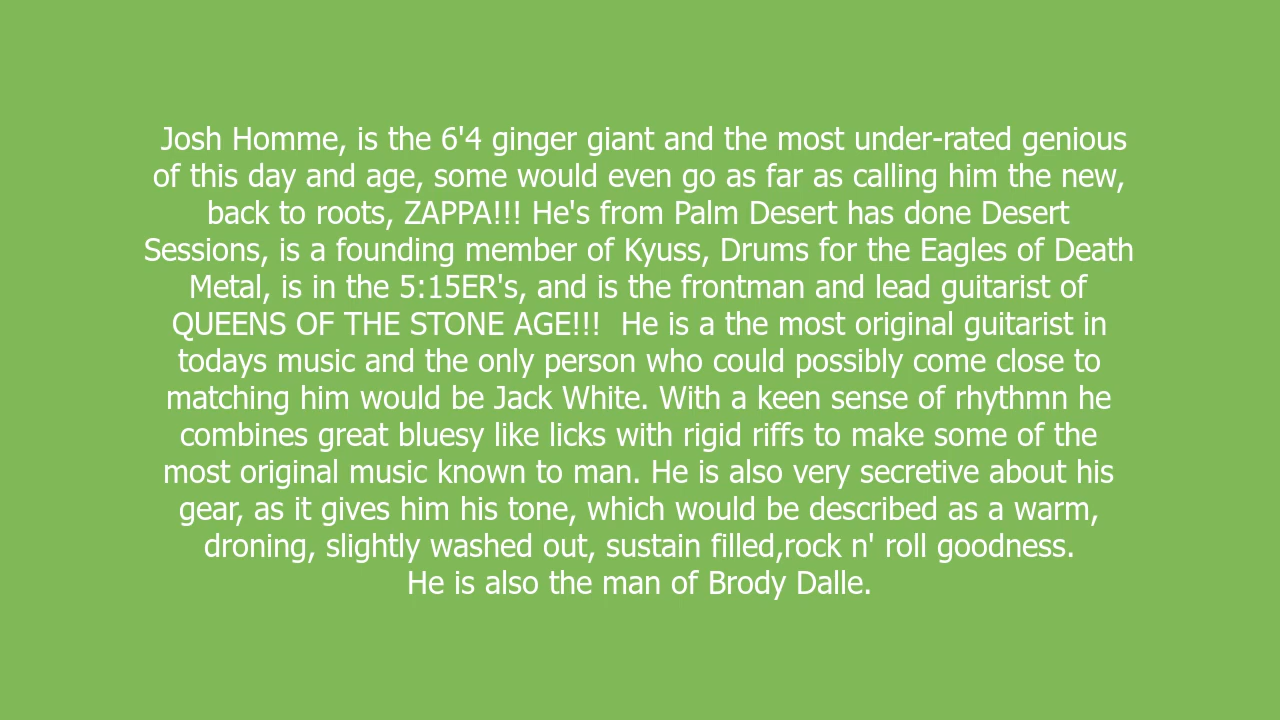 Josh Homme, is the 6'4 ginger giant and the most under-rated genious
of this day and age, some would even go as far as calling him the new,
back to roots, ZAPPA!!! He's from Palm Desert has done Desert
Sessions, is a founding member of Kyuss, Drums for the Eagles of Death
Metal, is in the 5:15ER's, and is the frontman and lead guitarist of
QUEENS OF THE STONE AGE!!!  He is a the most original guitarist in
todays music and the only person who could possibly come close to
matching him would be Jack White. With a keen sense of rhythmn he
combines great bluesy like licks with rigid riffs to make some of the
most original music known to man. He is also very secretive about his
gear, as it gives him his tone, which would be described as a warm,
droning, slightly washed out, sustain filled,rock n' roll goodness.
He is also the man of Brody Dalle.